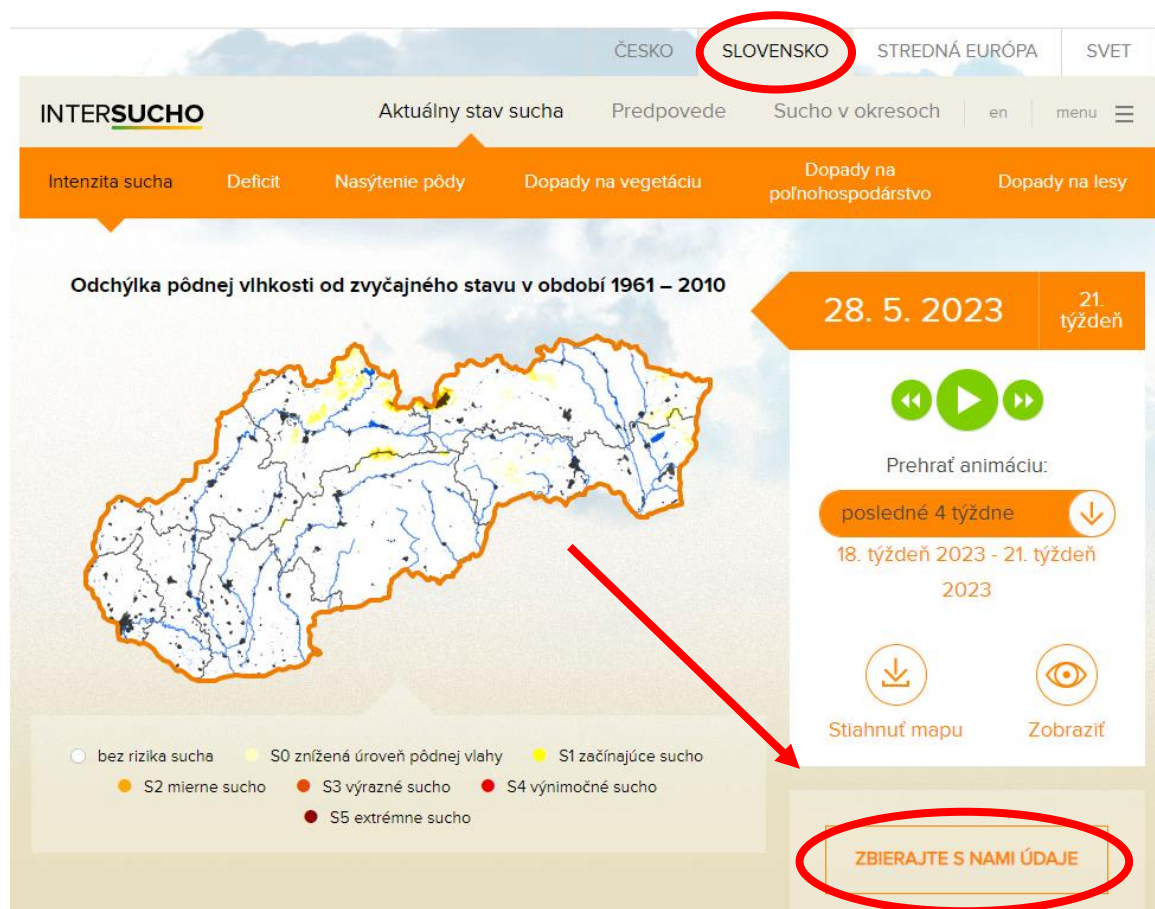 ČESKO SLOVENSKO STREDNÁ EURÓPA SVET
INTERSUCHO Aktuálny stav sucha Predpovede Sucho v okresoch en menu
Intenzita sucha Deficit Nasýtenie pôdy Dopady na vegetáciu Dopady na poľnohospodárstvo Dopady na lesy
Odchýlka pôdnej vlhkosti od zvyčajného stavu v období 1961 – 2010
28. 5. 2023
21.
týždeň
Prehrať animáciu:
posledné 4 týždne
18. týždeň 2023 - 21. týždeň
2023
Stiahnuť mapu Zobraziť
bez rizika sucha S0 znížená úroveň pôdnej vlahy S1 začínajúce sucho
S2 mierne sucho S3 výrazné sucho S4 výnimočné sucho
S5 extrémne sucho
ZBIERAJTE S NAMI ÚDAJE